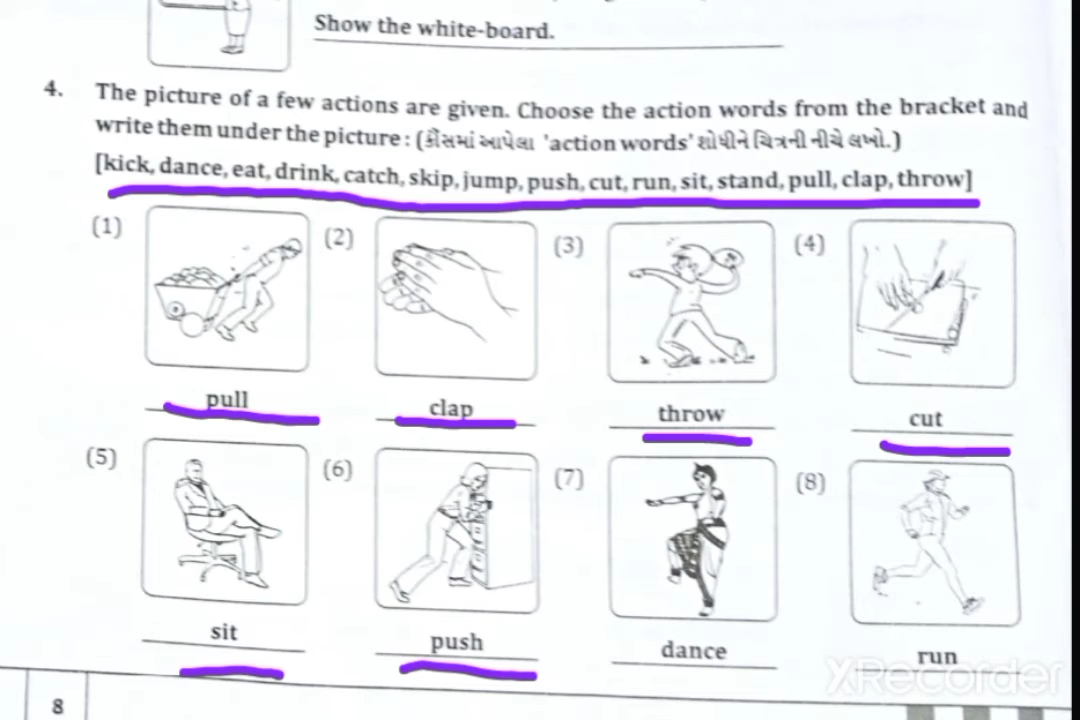 Show the white-board.
4. The picture of a few actions are given. Choose the action words from the bracket and
write them under the picture : (કૌંસમાં આપેલા 'action words' શોધીને ચિત્રની નીચે લખો.)
[kick, dance, eat, drink, catch, skip, jump, push, cut, run, sit, stand, pull, clap, throw]
(1) (2) (3) (4)
pull clap throw cut
(5) (6) (7) (8)
sit push dance run
XRecorder
8